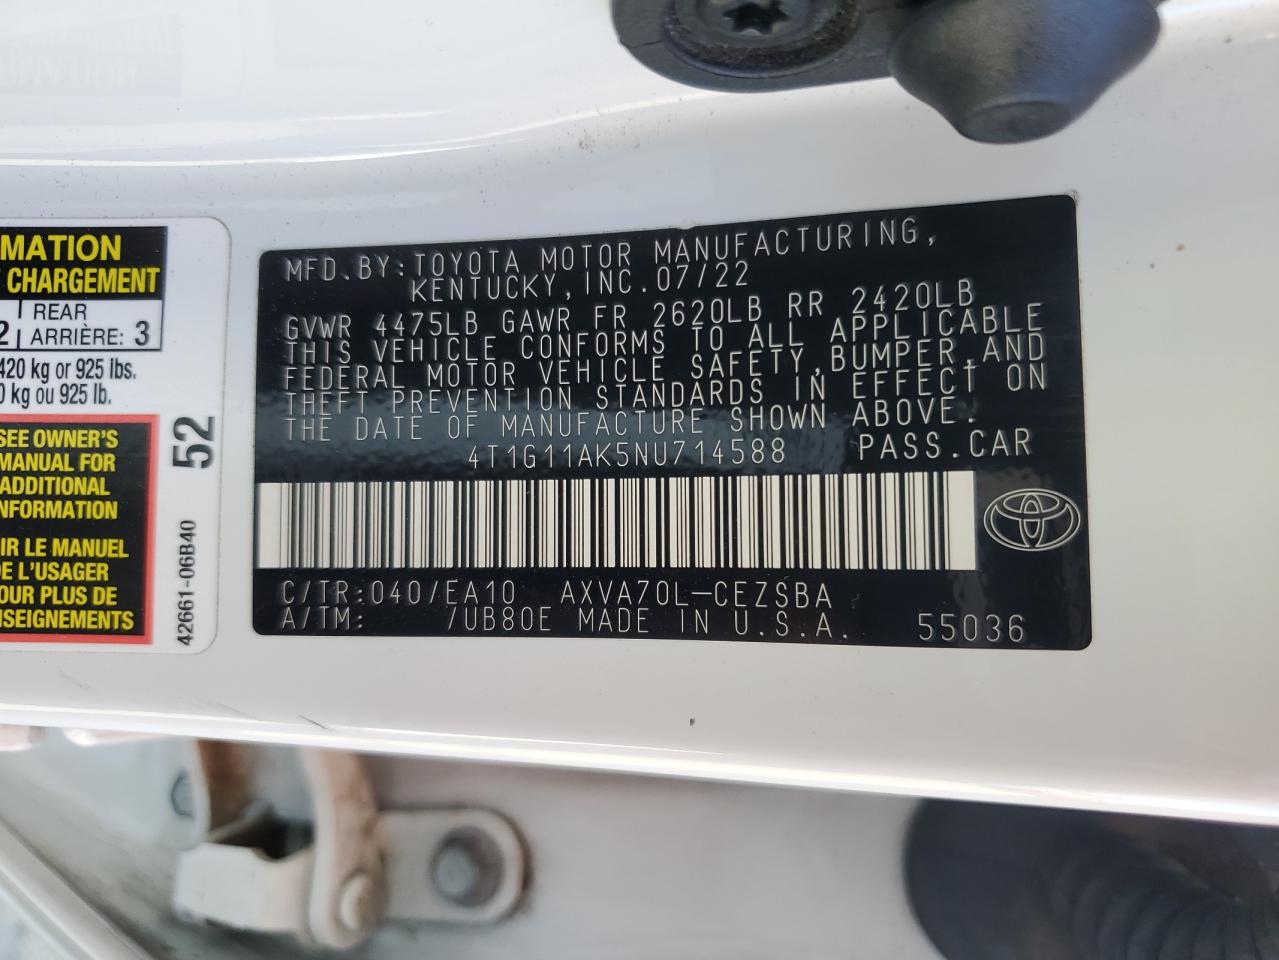 MATION
CHARGEMENT
REAR
2 ARRIÈRE: 3
420 kg or 925 lbs.
0 kg ou 925 lb.
SEE OWNER'S
MANUAL FOR
ADDITIONAL
NFORMATION
IR LE MANUEL
DE L'USAGER
OUR PLUS DE
NSEIGNEMENTS
52
42661-06B40
MFD.BY:TOYOTA MOTOR MANUFACTURING,
KENTUCKY,INC.07/22
GVWR 4475LB GAWR FR 2620LB RR 2420LB
THIS VEHICLE CONFORMS TO ALL APPLICABLE
FEDERAL MOTOR VEHICLE SAFETY,BUMPER,AND
THEFT PREVENTION STANDARDS IN EFFECT ON
THE DATE OF MANUFACTURE SHOWN ABOVE.
4T1G11AK5NU714588 PASS.CAR
C/TR:040/EA10 AXVA70L-CEZSBA
A/TM: /UB80E MADE IN U.S.A. 55036